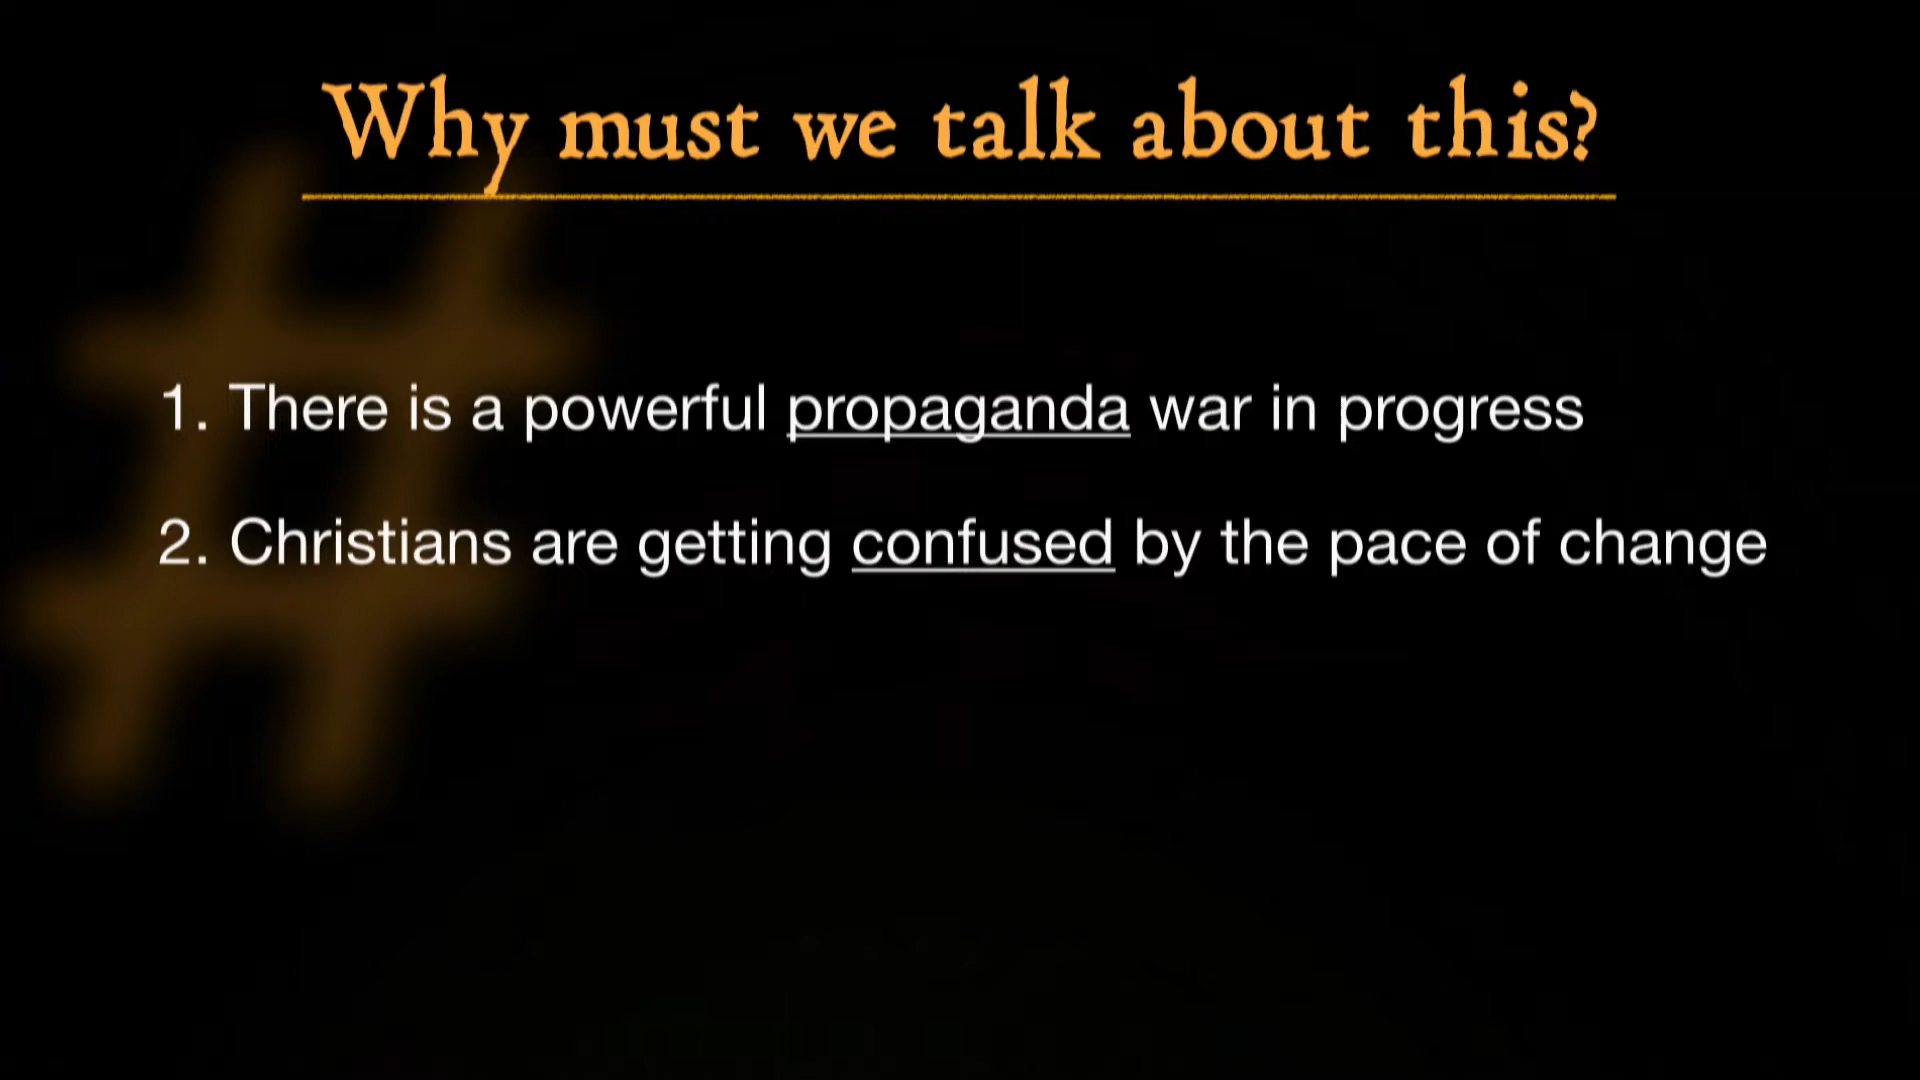 Why must we talk about this?
1. There is a powerful propaganda war in progress
2. Christians are getting confused by the pace of change
#